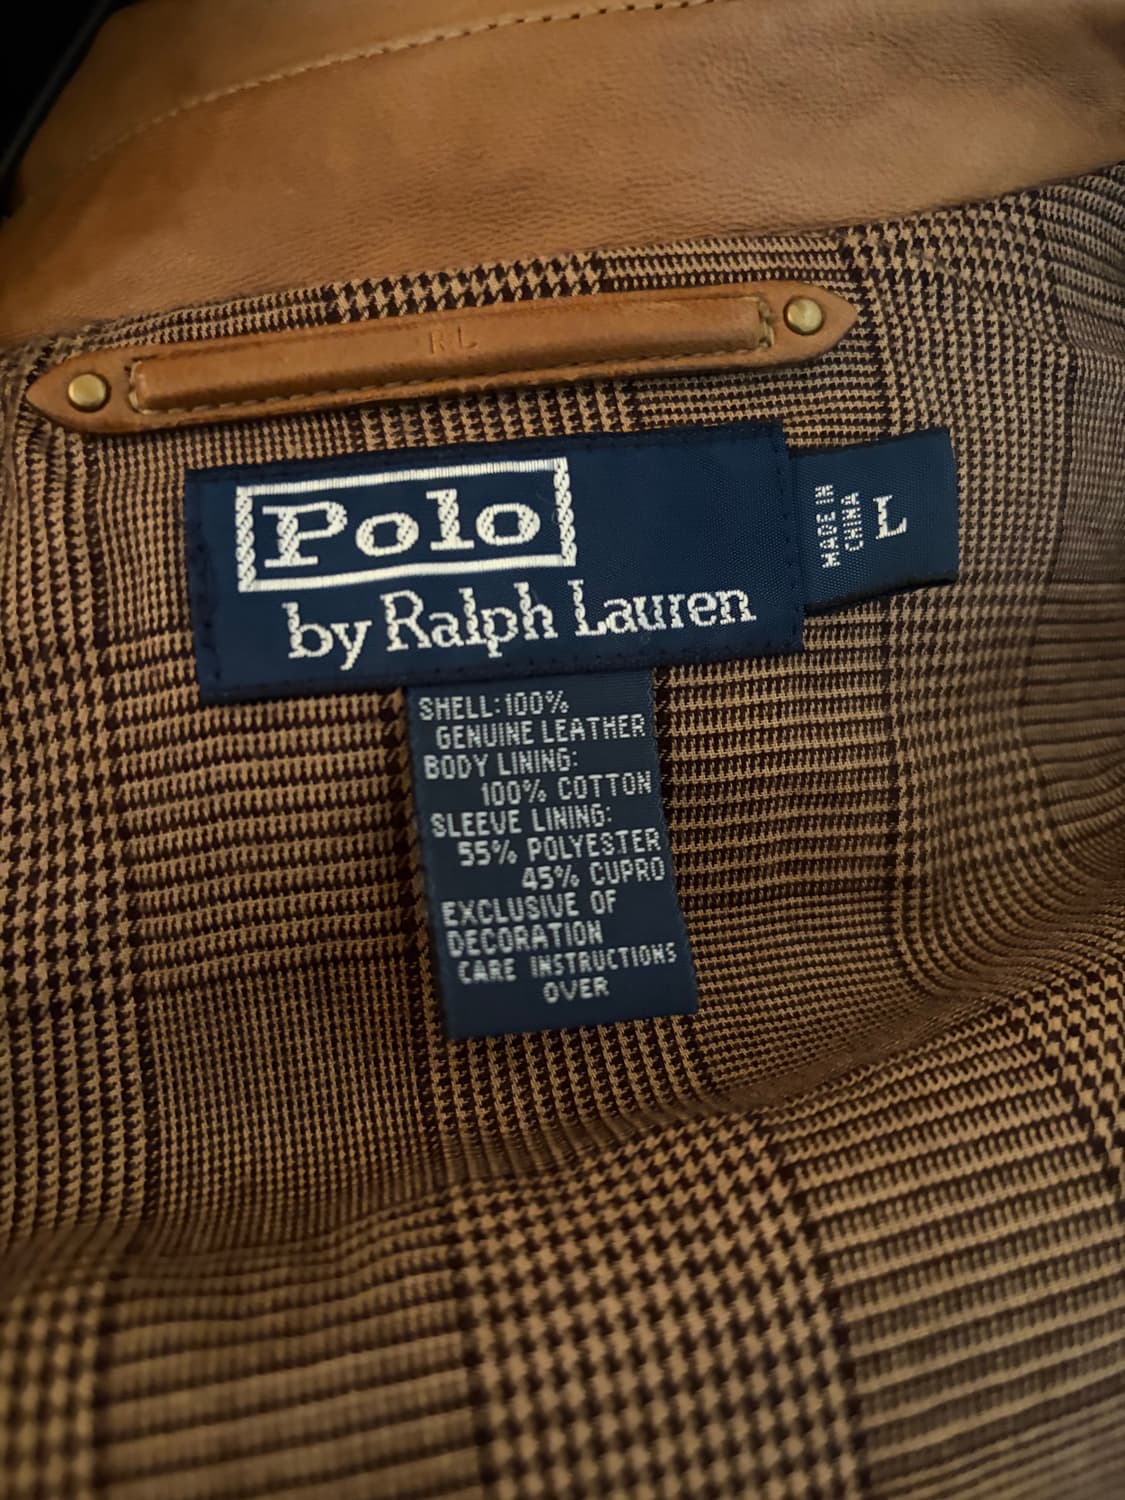 RL
Polo
by Ralph Lauren
MADE IN
CHINA
L
SHELL:100%
GENUINE LEATHER
BODY LINING:
100% COTTON
SLEEVE LINING:
55% POLYESTER
45% CUPRO
EXCLUSIVE OF
DECORATION
CARE INSTRUCTIONS
OVER